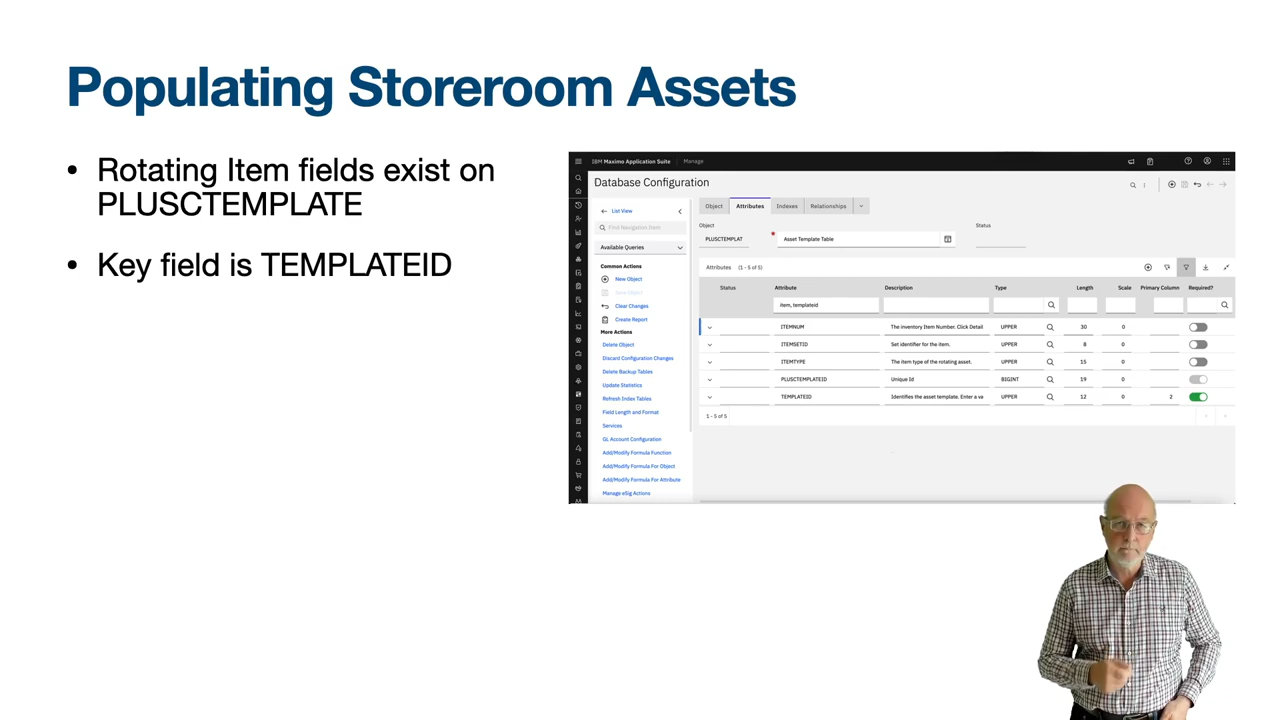 Populating Storeroom Assets
• Rotating Item fields exist on
PLUSCTEMPLATE
• Key field is TEMPLATEID
IBM Maximo Application Suite Manage
Database Configuration
List View
Find Navigation Item
Available Queries
Common Actions
New Object
Save Object
Clear Changes
Create Report
More Actions
Delete Object
Discard Configuration Changes
Delete Backup Tables
Update Statistics
Refresh Index Tables
Field Length and Format
Services
GL Account Configuration
Add/Modify Formula Function
Add/Modify Formula For Object
Add/Modify Formula For Attribute
Manage eSig Actions
Object Attributes Indexes Relationships
Object Status
PLUSCTEMPLAT Asset Template Table
Attributes (1 - 5 of 5)
Status Attribute Description Type Length Scale Primary Column Required?
item, templateid
ITEMNUM The inventory Item Number. Click Detail UPPER 30 0
ITEMSETID Set identifier for the item. UPPER 8 0
ITEMTYPE The item type of the rotating asset. UPPER 15 0
PLUSCTEMPLATEID Unique Id BIGINT 19 0
TEMPLATEID Identifies the asset template. Enter a va UPPER 12 0 2
1 - 5 of 5